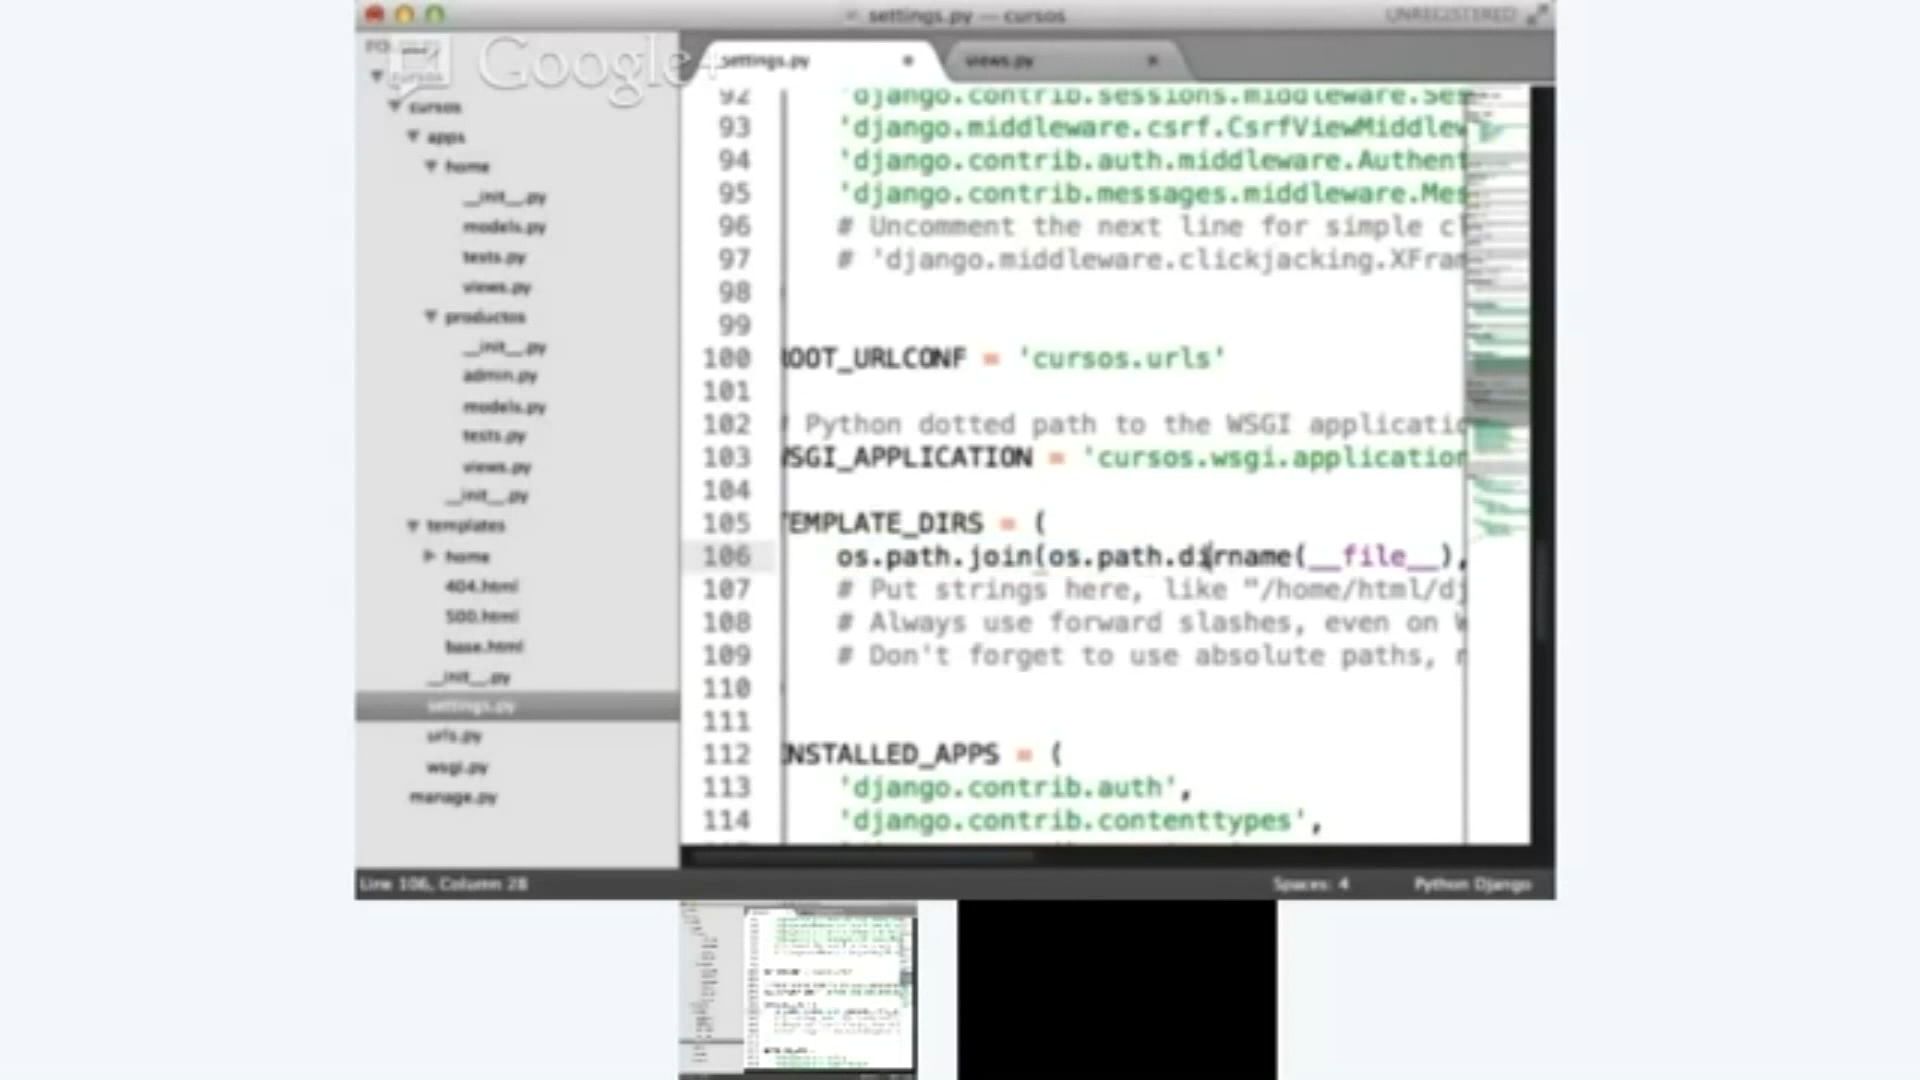 settings.py — cursos
UNREGISTERED
Google+
settings.py
views.py
cursos
cursos
apps
home
__init__.py
models.py
tests.py
views.py
productos
__init__.py
admin.py
models.py
tests.py
views.py
__init__.py
templates
home
404.html
500.html
base.html
__init__.py
settings.py
urls.py
wsgi.py
manage.py
92 'django.contrib.sessions.middleware.Ses
93 'django.middleware.csrf.CsrfViewMiddlew
94 'django.contrib.auth.middleware.Authent
95 'django.contrib.messages.middleware.Mes
96 # Uncomment the next line for simple cl
97 # 'django.middleware.clickjacking.XFram
98
99
100 ROOT_URLCONF = 'cursos.urls'
101
102 # Python dotted path to the WSGI applicatio
103 WSGI_APPLICATION = 'cursos.wsgi.application
104
105 TEMPLATE_DIRS = (
106 os.path.join(os.path.dirname(__file__),
107 # Put strings here, like "/home/html/dj
108 # Always use forward slashes, even on W
109 # Don't forget to use absolute paths, n
110
111
112 INSTALLED_APPS = (
113 'django.contrib.auth',
114 'django.contrib.contenttypes',
Line 106, Column 28
Spaces: 4
Python Django